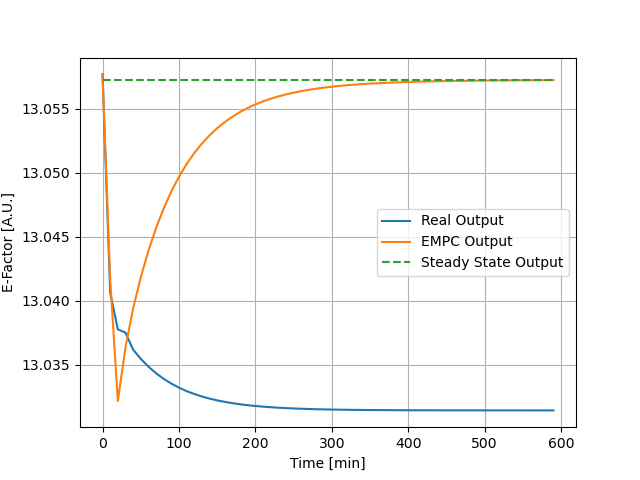 13.055
13.050
13.045
13.040
13.035
E-Factor [A.U.]
Real Output
EMPC Output
Steady State Output
0 100 200 300 400 500 600
Time [min]